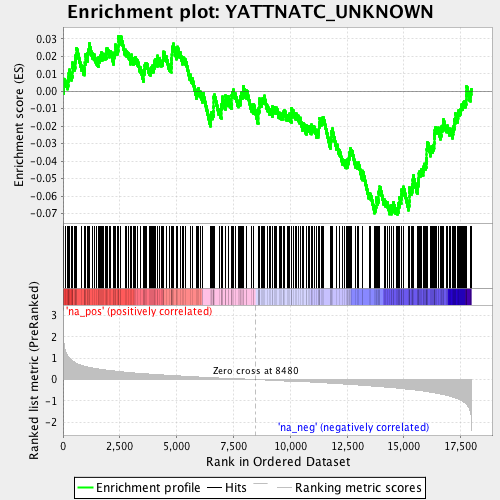 Enrichment plot: YATTNATC_UNKNOWN
Enrichment score (ES)
0.03
0.02
0.01
0.00
-0.01
-0.02
-0.03
-0.04
-0.05
-0.06
-0.07
'na_pos' (positively correlated)
Ranked list metric (PreRanked)
3
2
1
0
-1
-2
Zero cross at 8480
'na_neg' (negatively correlated)
0
2,500
5,000
7,500
10,000
12,500
15,000
17,500
Rank in Ordered Dataset
Enrichment profile
Hits
Ranking metric scores